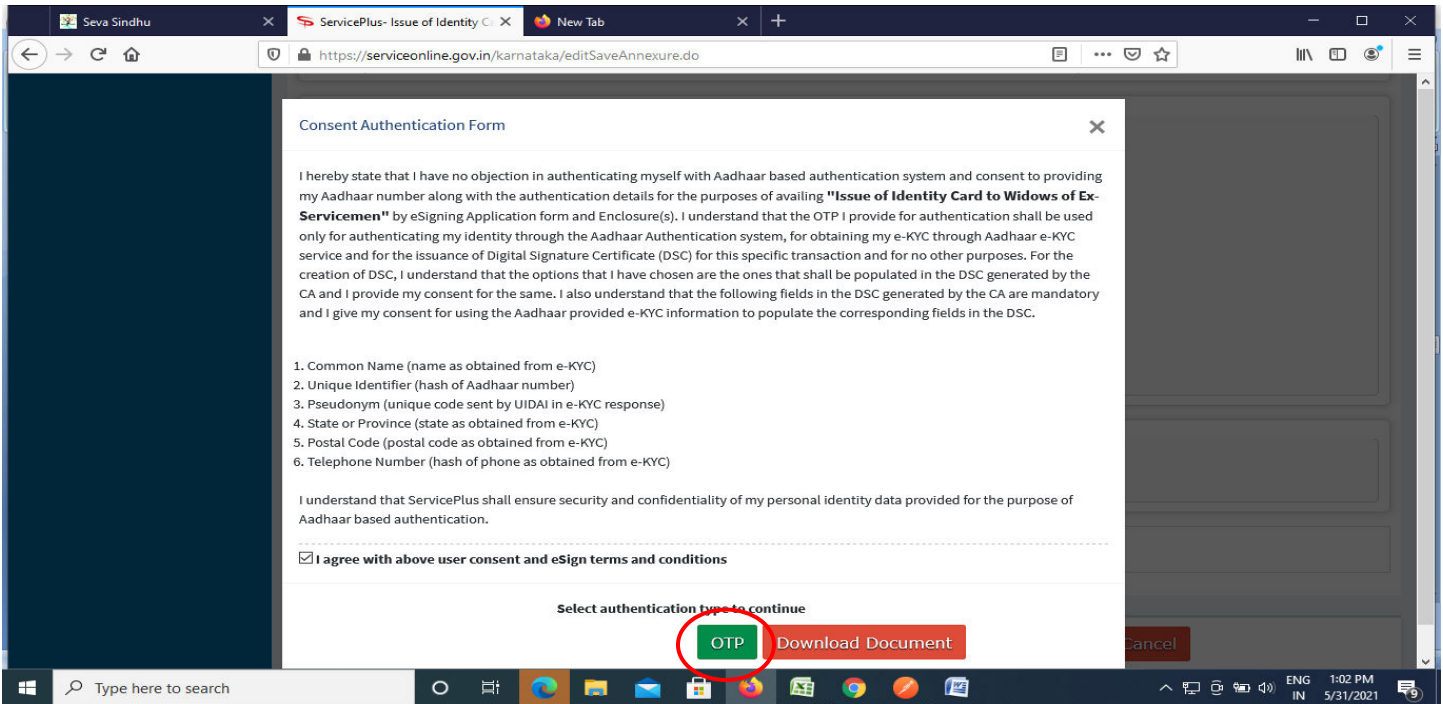 Seva Sindhu
ServicePlus- Issue of Identity C
New Tab
https://serviceonline.gov.in/karnataka/editSaveAnnexure.do
Consent Authentication Form
I hereby state that I have no objection in authenticating myself with Aadhaar based authentication system and consent to providing
my Aadhaar number along with the authentication details for the purposes of availing "Issue of Identity Card to Widows of Ex-
Servicemen" by eSigning Application form and Enclosure(s). I understand that the OTP I provide for authentication shall be used
only for authenticating my identity through the Aadhaar Authentication system, for obtaining my e-KYC through Aadhaar e-KYC
service and for the issuance of Digital Signature Certificate (DSC) for this specific transaction and for no other purposes. For the
creation of DSC, I understand that the options that I have chosen are the ones that shall be populated in the DSC generated by the
CA and I provide my consent for the same. I also understand that the following fields in the DSC generated by the CA are mandatory
and I give my consent for using the Aadhaar provided e-KYC information to populate the corresponding fields in the DSC.
1. Common Name (name as obtained from e-KYC)
2. Unique Identifier (hash of Aadhaar number)
3. Pseudonym (unique code sent by UIDAI in e-KYC response)
4. State or Province (state as obtained from e-KYC)
5. Postal Code (postal code as obtained from e-KYC)
6. Telephone Number (hash of phone as obtained from e-KYC)
I understand that ServicePlus shall ensure security and confidentiality of my personal identity data provided for the purpose of
Aadhaar based authentication.
I agree with above user consent and eSign terms and conditions
Select authentication type to continue
OTP
Download Document
Cancel
Type here to search
ENG
IN
1:02 PM
5/31/2021
9